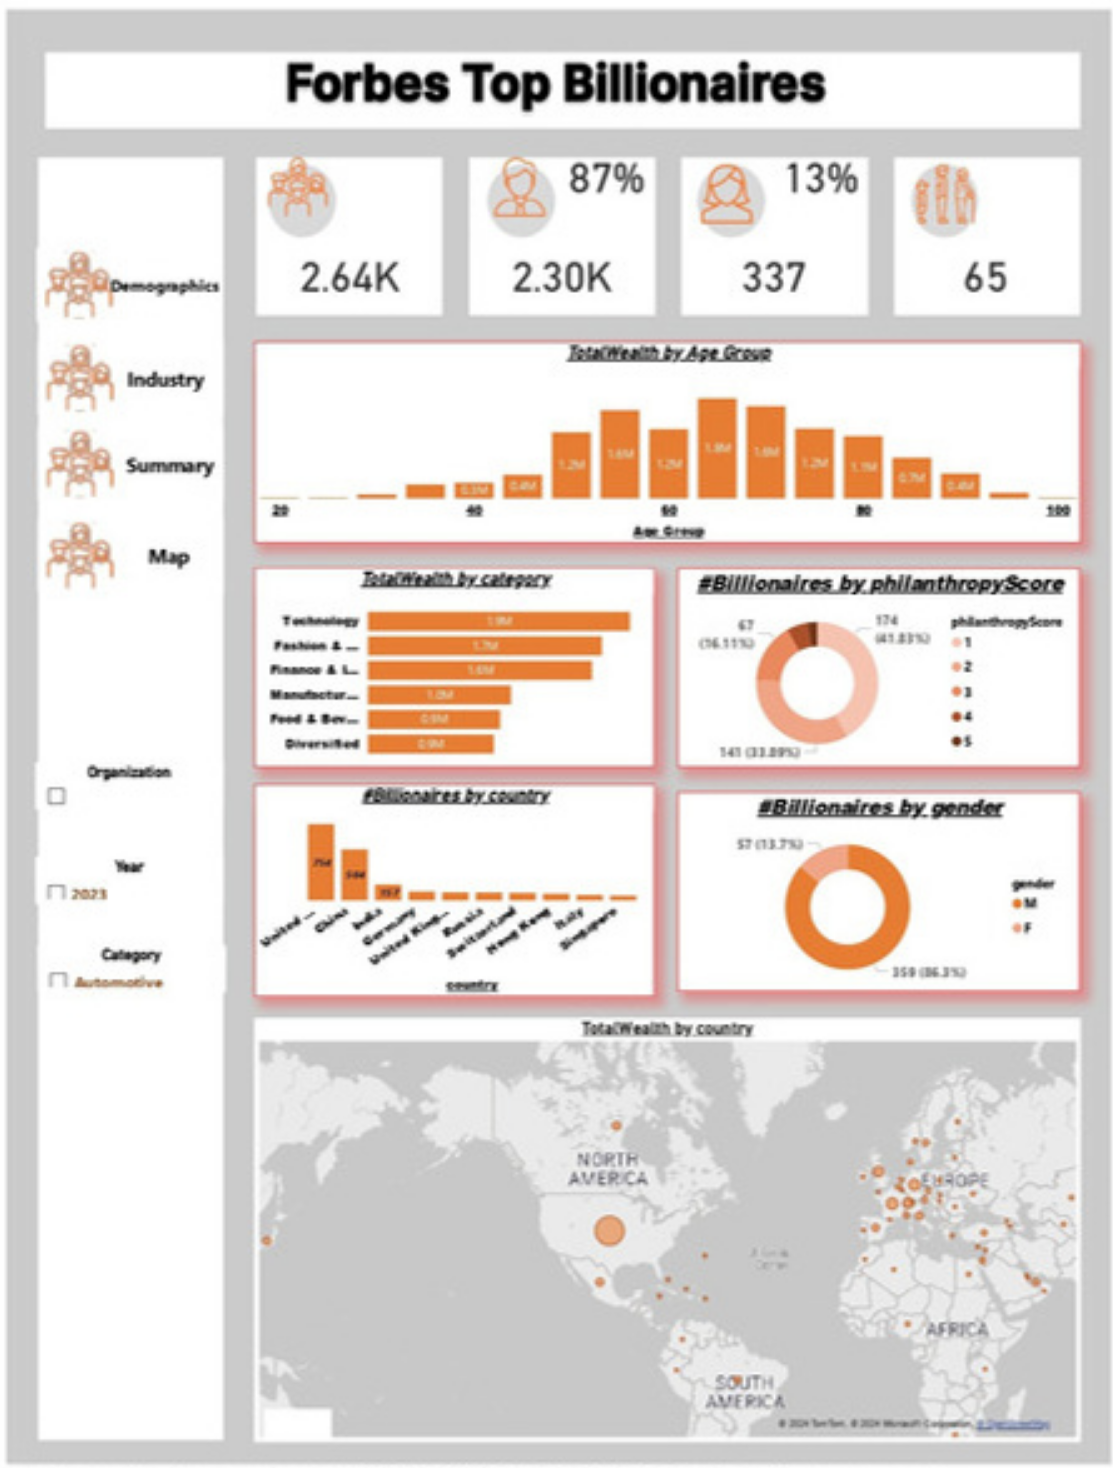 Forbes Top Billionaires
87%
13%
2.64K
2.30K
337
65
Demographics
Industry
Summary
Map
Organization
Year
2023
Category
Automotive
TotalWealth by Age Group
1.2M
1.6M
1.2M
1.8M
1.6M
1.2M
1.1M
0.7M
0.4M
0.3M
0.4M
20
40
60
80
100
Age Group
TotalWealth by category
Technology 1.9M
Fashion & ... 1.7M
Finance & I... 1.6M
Manufactur... 1.0M
Food & Bev... 0.9M
Diversified 0.9M
#Billionaires by philanthropyScore
67
(16.11%)
174
(41.83%)
141 (33.89%)
philanthropyScore
1
2
3
4
5
#Billionaires by country
754
157
United ...
China
India
Germany
United King...
Russia
Switzerland
Hong Kong
Italy
Singapore
country
#Billionaires by gender
57 (13.7%)
359 (86.3%)
gender
M
F
TotalWealth by country
NORTH
AMERICA
EUROPE
AFRICA
SOUTH
AMERICA
© 2024 TomTom, © 2024 Microsoft Corporation, © OpenStreetMap